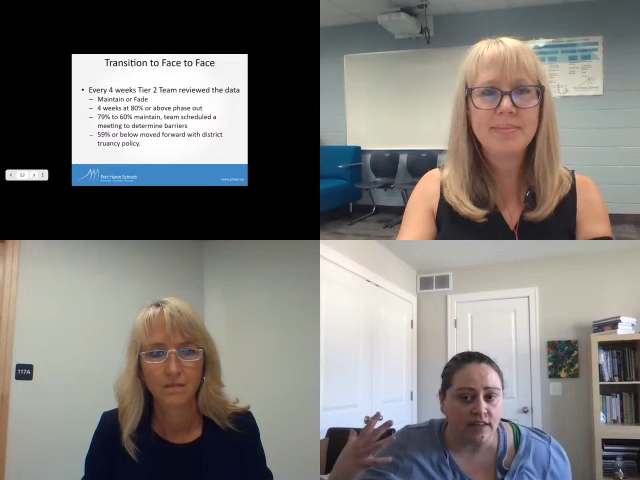 Transition to Face to Face
• Every 4 weeks Tier 2 Team reviewed the data
– Maintain or Fade
– 4 weeks at 80% or above phase out
– 79% to 60% maintain, team scheduled a
meeting to determine barriers
– 59% or below moved forward with district
truancy policy.
Port Huron Schools
117A